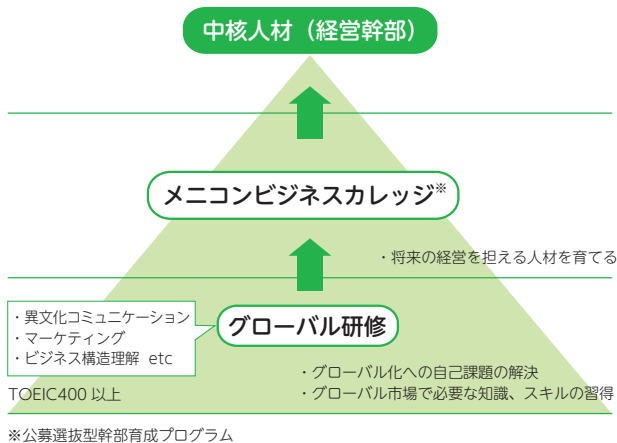 中核人材（経営幹部）
メニコンビジネスカレッジ※
・将来の経営を担える人材を育てる
・異文化コミュニケーション
・マーケティング
・ビジネス構造理解 etc
グローバル研修
TOEIC400 以上
・グローバル化への自己課題の解決
・グローバル市場で必要な知識、スキルの習得
※公募選抜型幹部育成プログラム